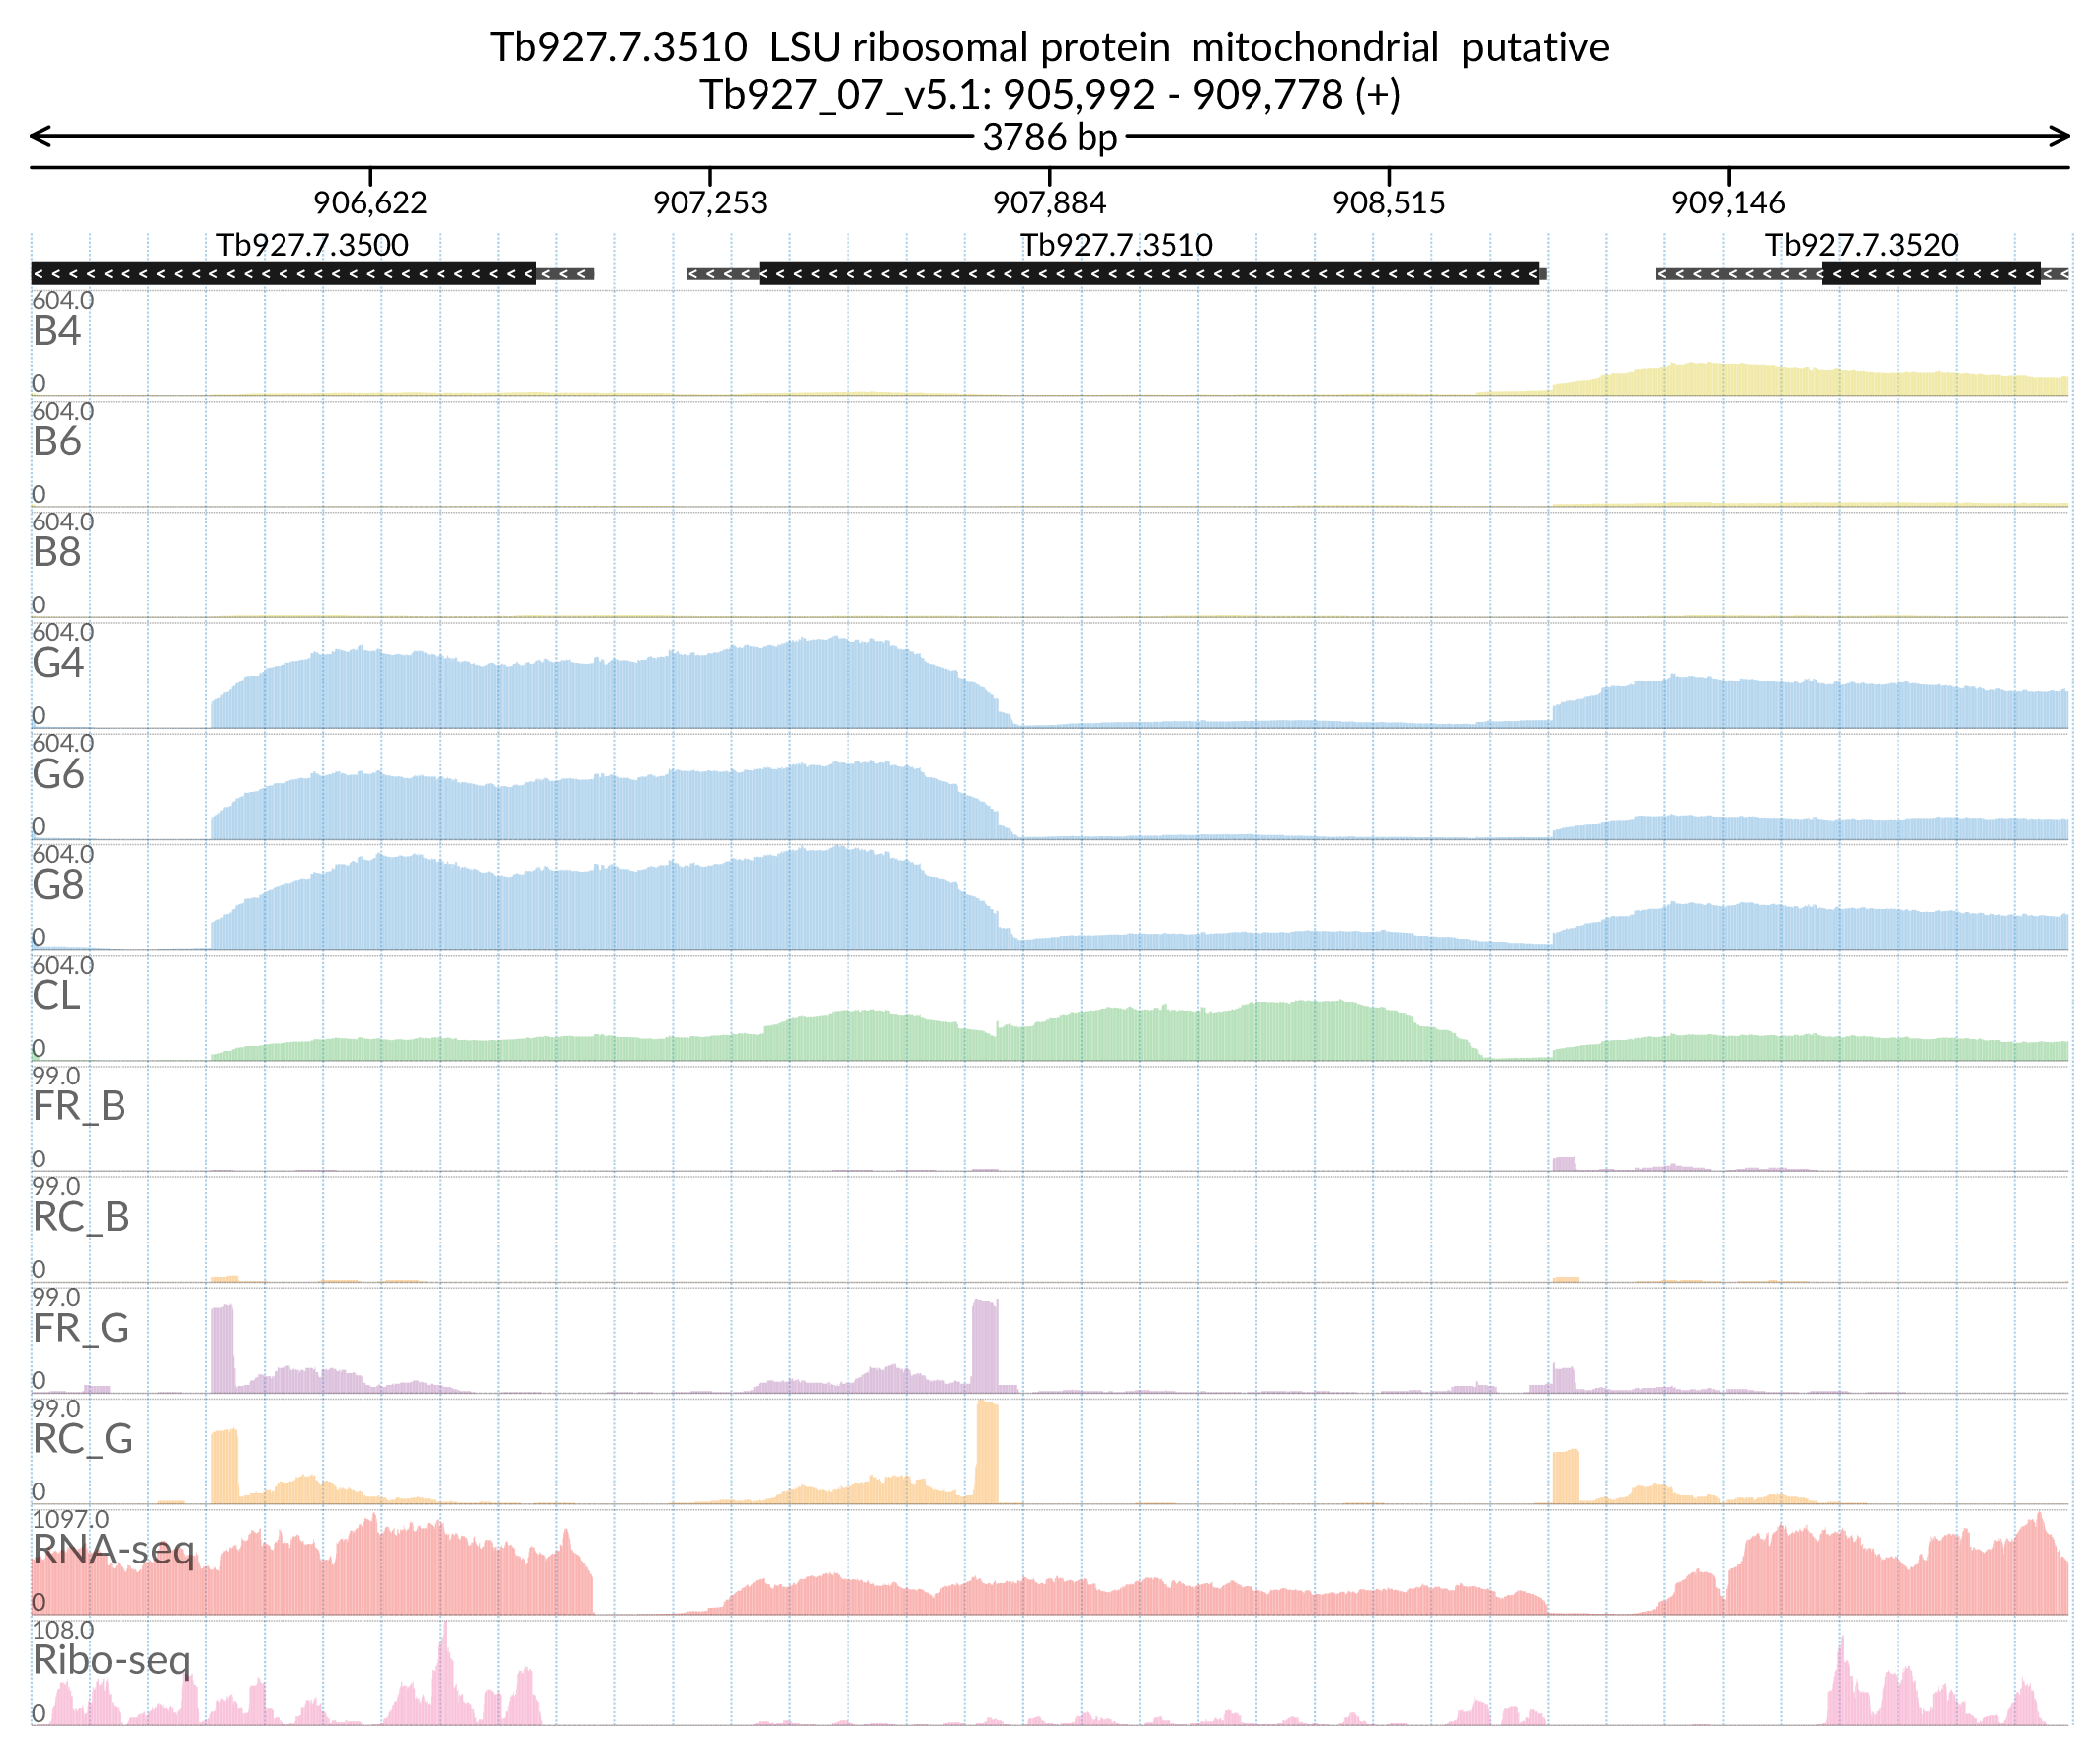 Tb927.7.3510 LSU ribosomal protein mitochondrial putative
Tb927_07_v5.1: 905,992 - 909,778 (+)
3786 bp
906,622 907,253 907,884 908,515 909,146
Tb927.7.3500 Tb927.7.3510 Tb927.7.3520
604.0
B4
0
604.0
B6
0
604.0
B8
0
604.0
G4
0
604.0
G6
0
604.0
G8
0
604.0
CL
0
99.0
FR_B
0
99.0
RC_B
0
99.0
FR_G
0
99.0
RC_G
0
1097.0
RNA-seq
0
108.0
Ribo-seq
0